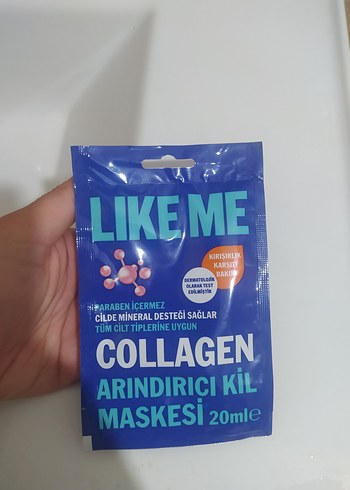 LIKE ME
KIRIŞIKLIK
KARŞITI
BAKIM
DERMATOLOJİK
OLARAK TEST
EDİLMİŞTİR
PARABEN İÇERMEZ
CİLDE MİNERAL DESTEĞİ SAĞLAR
TÜM CİLT TİPLERİNE UYGUN
COLLAGEN
ARINDIRICI KİL
MASKESİ 20ml℮